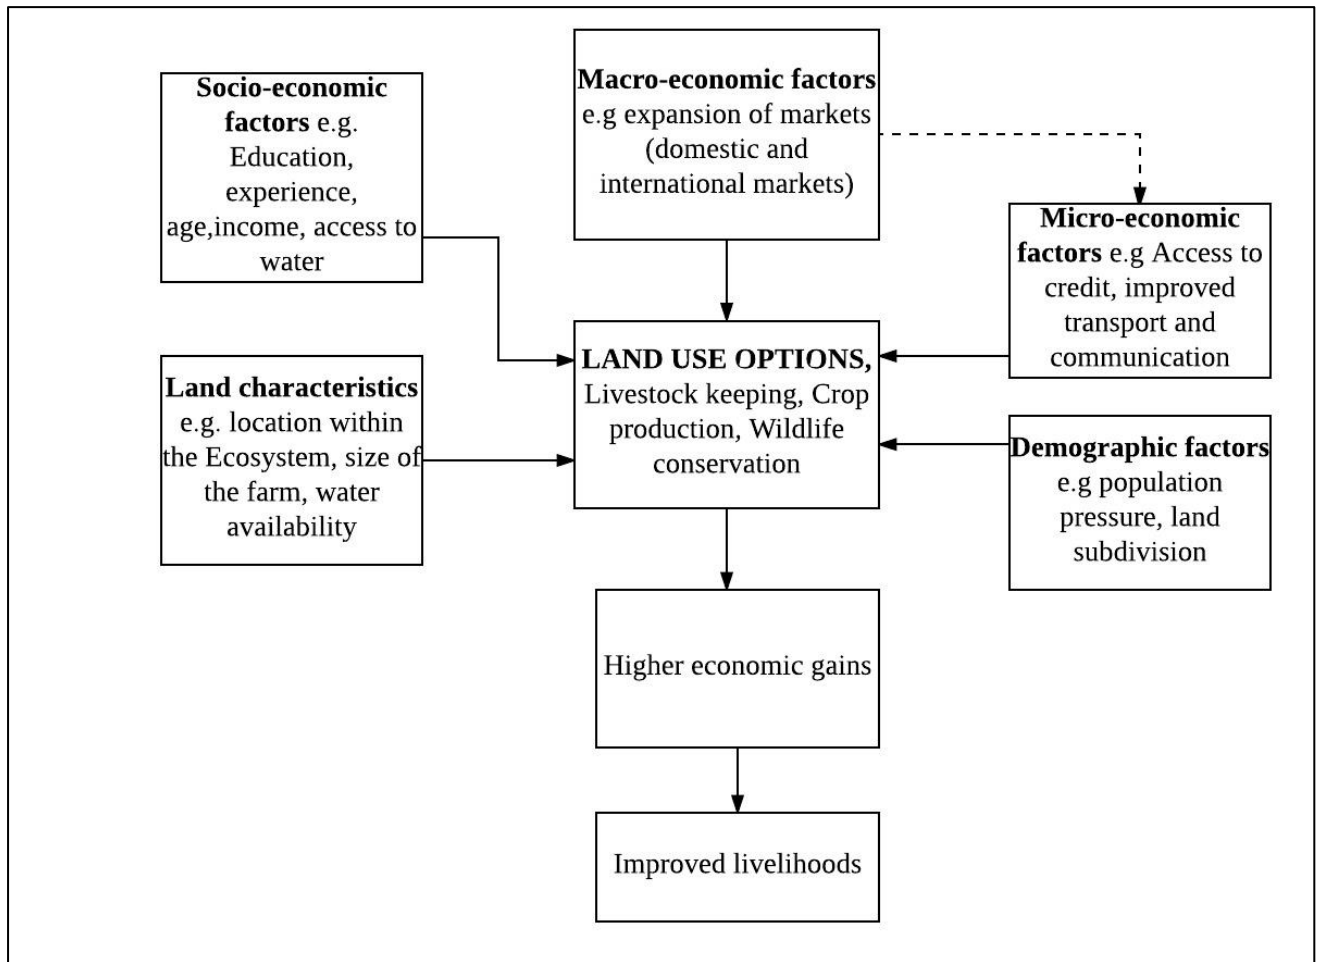 Socio-economic
factors e.g.
Education,
experience,
age,income, access to
water
Macro-economic factors
e.g expansion of markets
(domestic and
international markets)
Micro-economic
factors e.g Access to
credit, improved
transport and
communication
Land characteristics
e.g. location within
the Ecosystem, size of
the farm, water
availability
LAND USE OPTIONS,
Livestock keeping, Crop
production, Wildlife
conservation
Demographic factors
e.g population
pressure, land
subdivision
Higher economic gains
Improved livelihoods